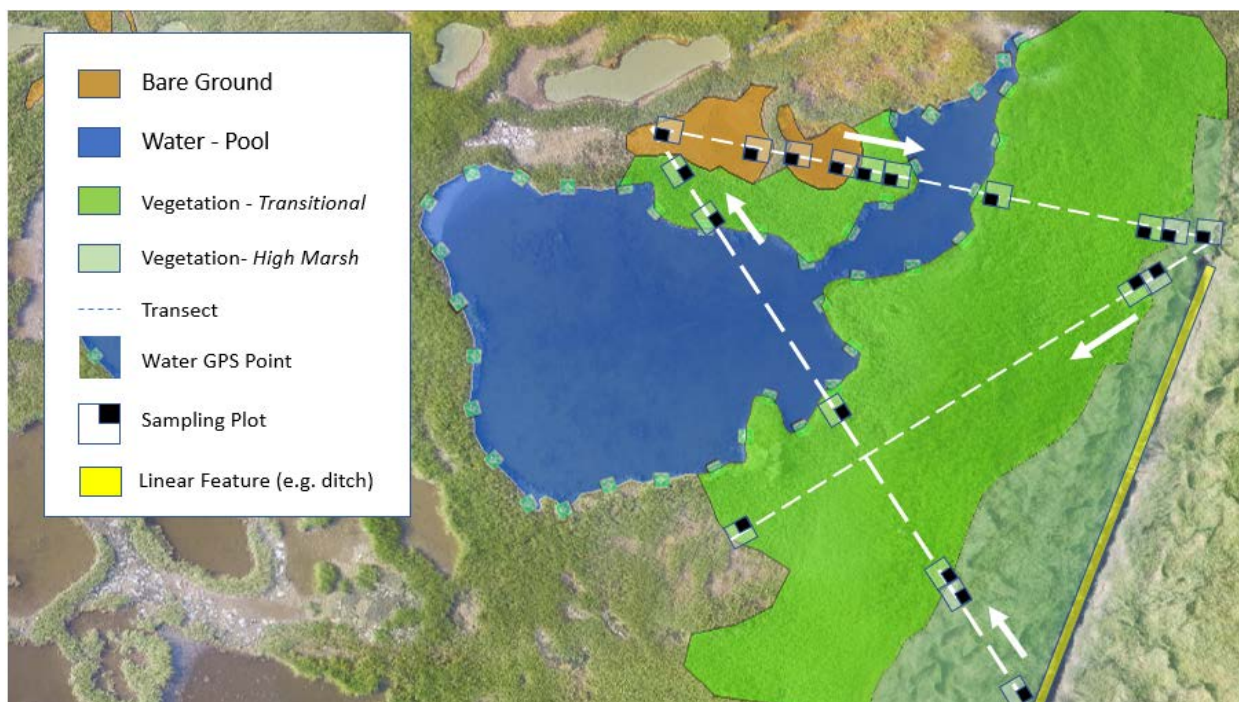 Bare Ground
Water - Pool
Vegetation - Transitional
Vegetation- High Marsh
Transect
Water GPS Point
Sampling Plot
Linear Feature (e.g. ditch)